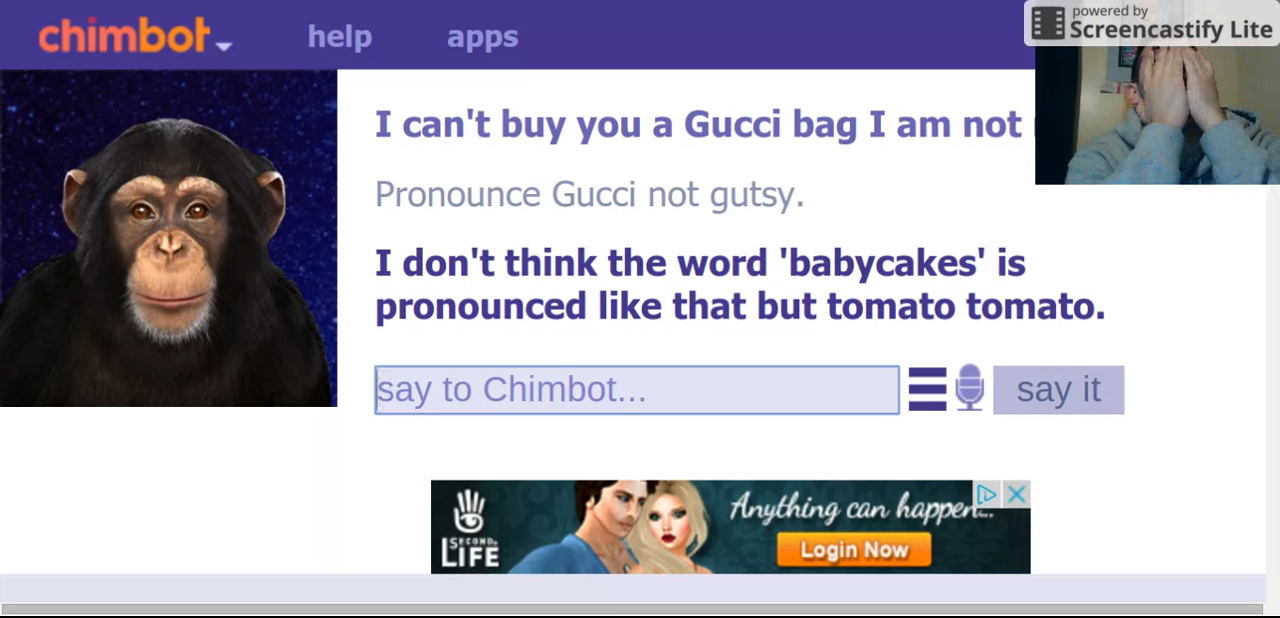 chimbot
help
apps
powered by
Screencastify Lite
I can't buy you a Gucci bag I am not
Pronounce Gucci not gutsy.
I don't think the word 'babycakes' is
pronounced like that but tomato tomato.
say to Chimbot...
say it
SECOND
LIFE
Anything can happen...
Login Now